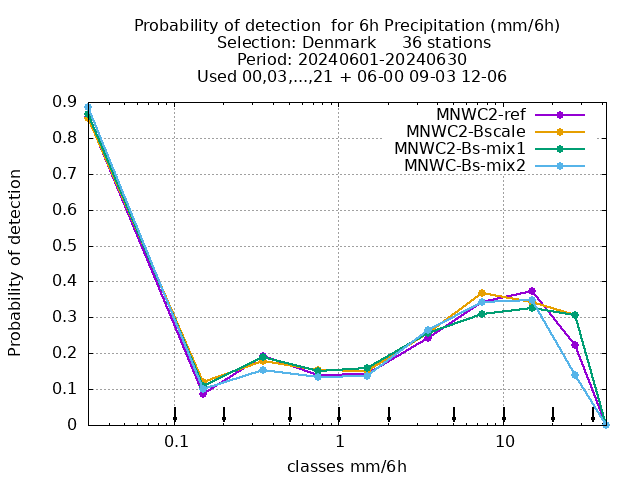 Probability of detection  for 6h Precipitation (mm/6h)
Selection: Denmark     36 stations
Period: 20240601-20240630
Used 00,03,...,21 + 06-00 09-03 12-06
MNWC2-ref
MNWC2-Bscale
MNWC2-Bs-mix1
MNWC-Bs-mix2
Probability of detection
0.9
0.8
0.7
0.6
0.5
0.4
0.3
0.2
0.1
0
0.1 1 10
classes mm/6h